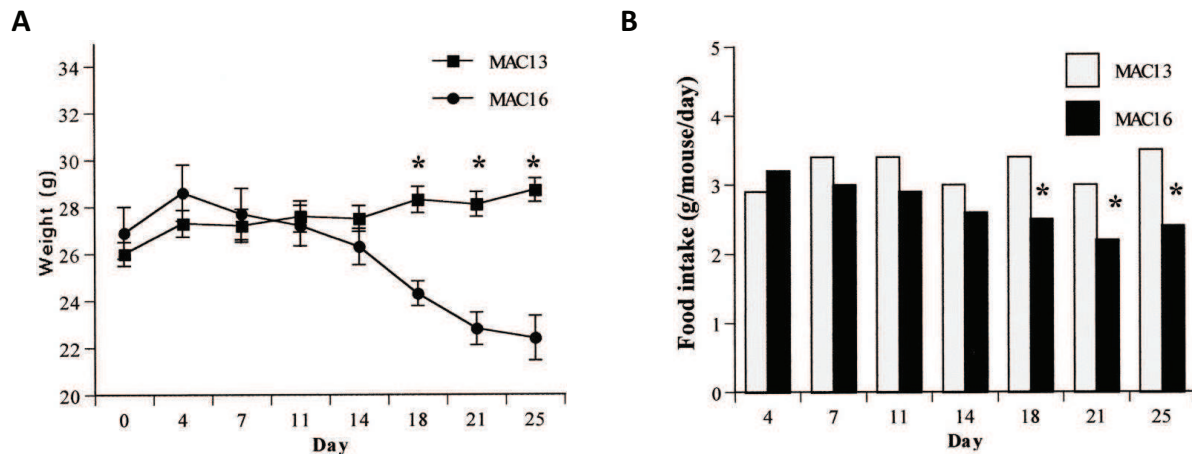 A
Weight (g)
34
32
30
28
26
24
22
20
MAC13
MAC16
* * *
0 4 7 11 14 18 21 25
Day
B
Food intake (g/mouse/day)
5
4
3
2
1
0
MAC13
MAC16
* * *
4 7 11 14 18 21 25
Day